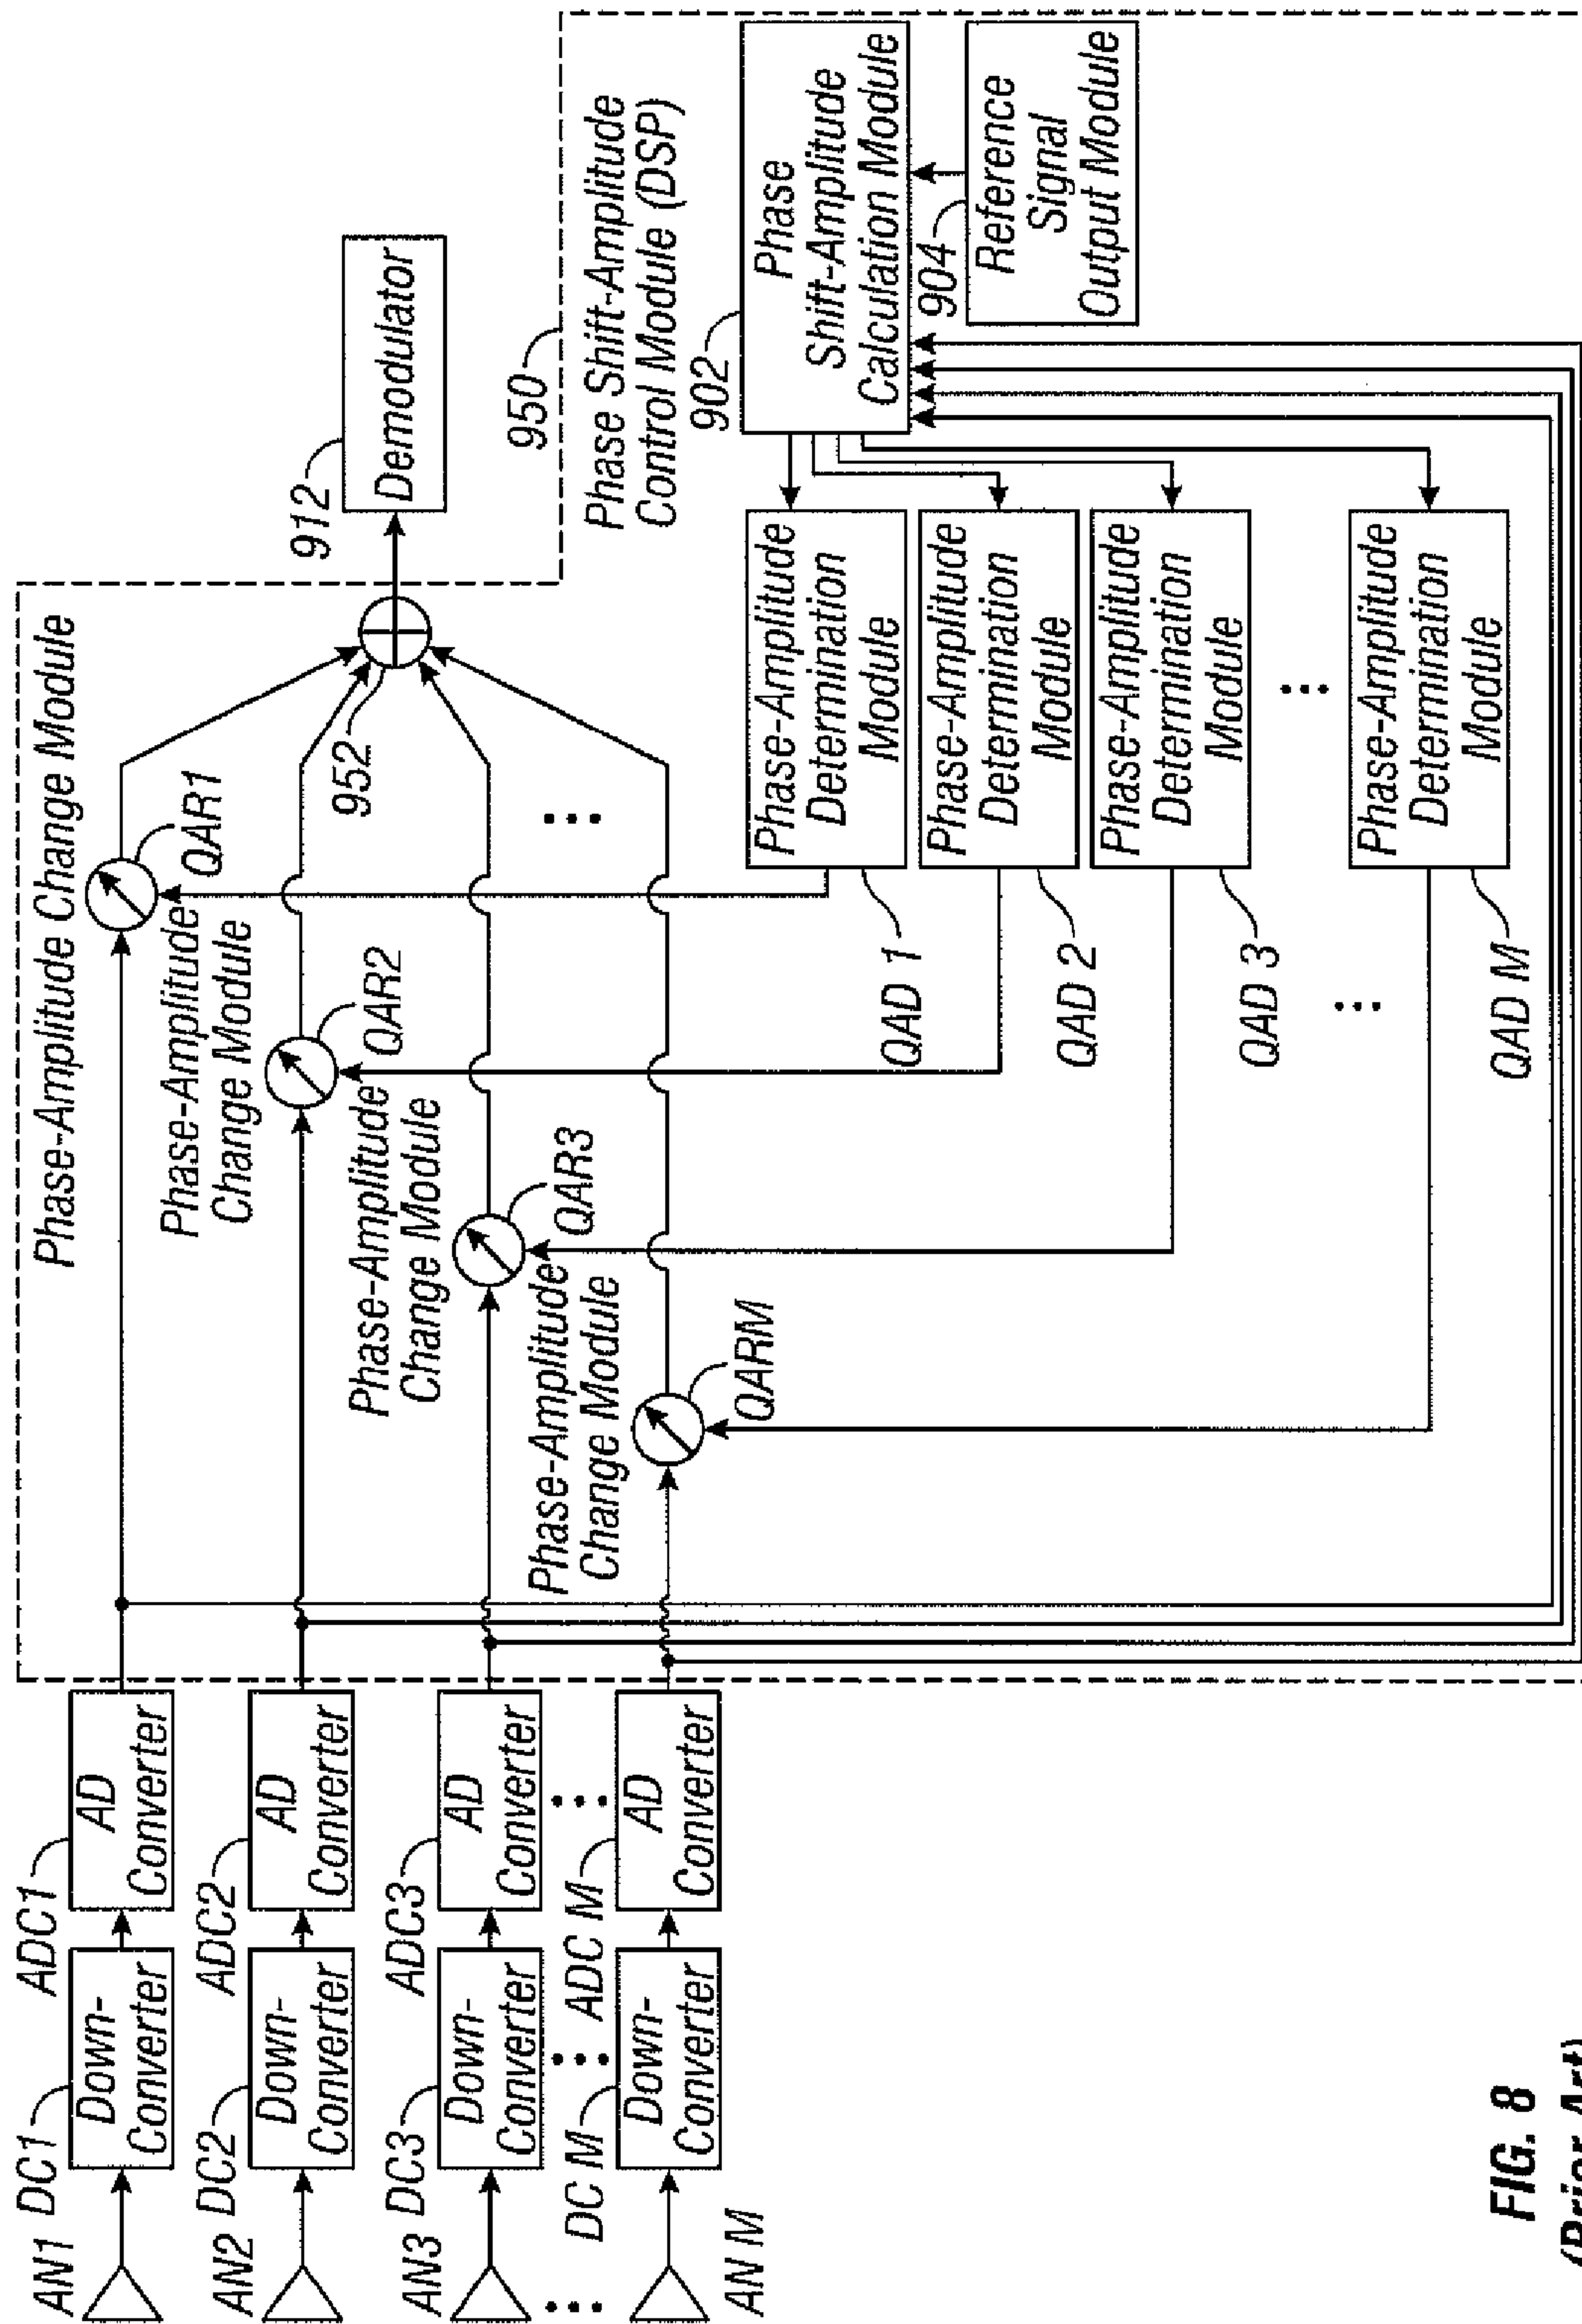 AN1
DC1
Down-
Converter
ADC1
AD
Converter
Phase-Amplitude Change Module
QAR1
AN2
DC2
Down-
Converter
ADC2
AD
Converter
Phase-Amplitude
Change Module
QAR2
AN3
DC3
Down-
Converter
ADC3
AD
Converter
Phase-Amplitude
Change Module
QAR3
AN M
DC M
Down-
Converter
ADC M
AD
Converter
Phase-Amplitude
Change Module
QARM
952
912
Demodulator
950
Phase Shift-Amplitude
Control Module (DSP)
902
Phase
Shift-Amplitude
Calculation Module
904
Reference
Signal
Output Module
Phase-Amplitude
Determination
Module
QAD 1
Phase-Amplitude
Determination
Module
QAD 2
Phase-Amplitude
Determination
Module
QAD 3
Phase-Amplitude
Determination
Module
QAD M
FIG. 8
(Prior Art)